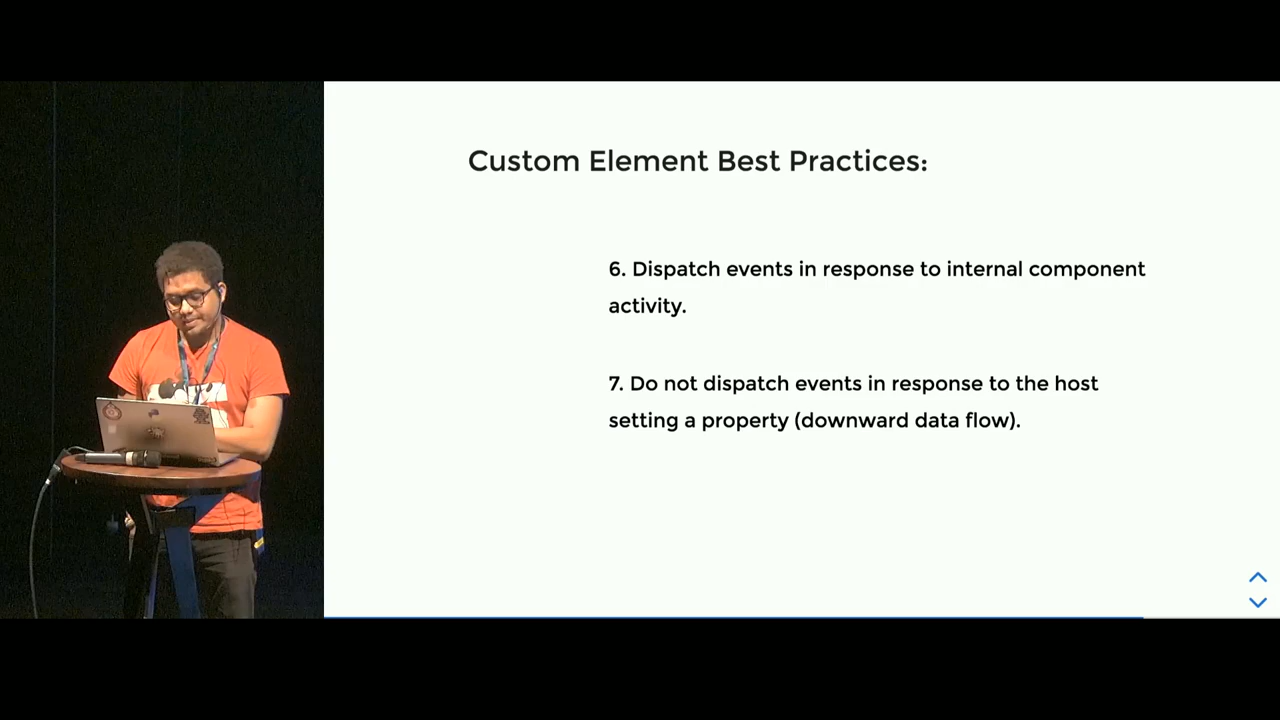 Custom Element Best Practices:
6. Dispatch events in response to internal component
activity.
7. Do not dispatch events in response to the host
setting a property (downward data flow).